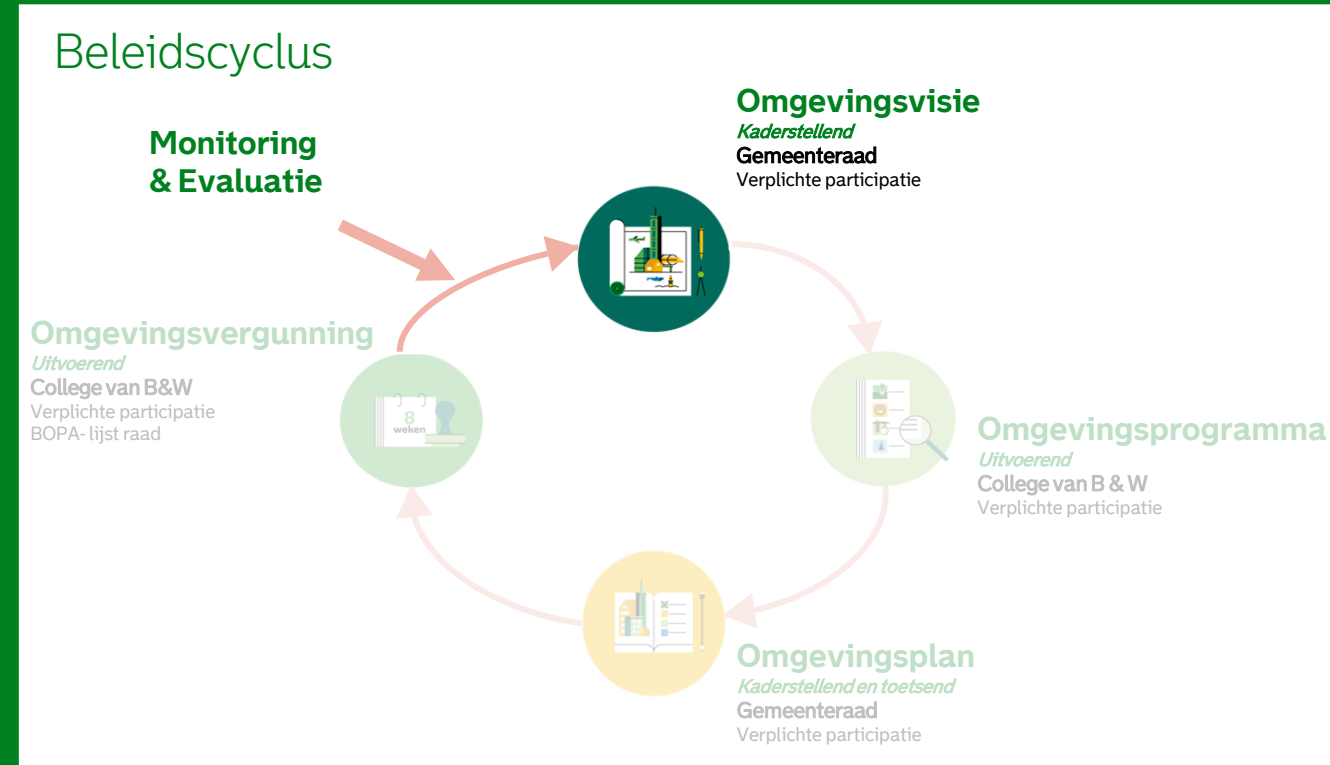 Beleidscyclus
Monitoring
& Evaluatie
Omgevingsvisie
Kaderstellend
Gemeenteraad
Verplichte participatie
Omgevingsvergunning
Uitvoerend
College van B&W
Verplichte participatie
BOPA- lijst raad
8
weken
Omgevingsprogramma
Uitvoerend
College van B & W
Verplichte participatie
Omgevingsplan
Kaderstellend en toetsend
Gemeenteraad
Verplichte participatie